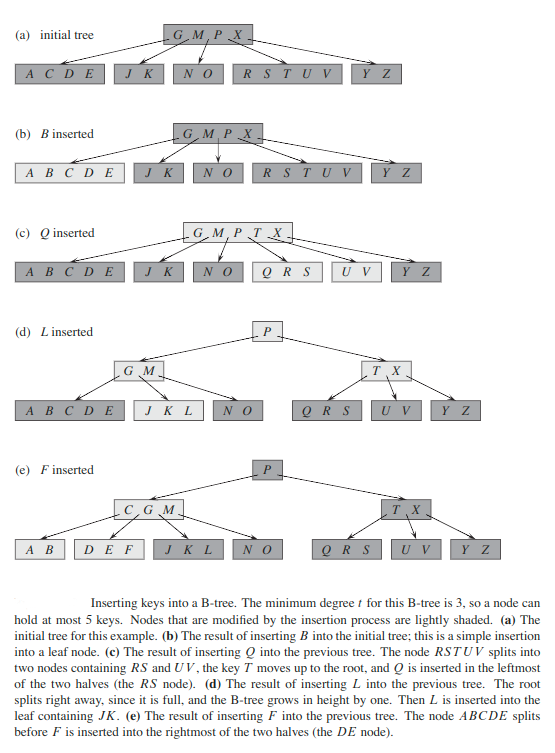 (a) initial tree
G M P X
A C D E J K N O R S T U V Y Z
(b) B inserted
G M P X
A B C D E J K N O R S T U V Y Z
(c) Q inserted
G M P T X
A B C D E J K N O Q R S U V Y Z
(d) L inserted
P
G M T X
A B C D E J K L N O Q R S U V Y Z
(e) F inserted
P
C G M T X
A B D E F J K L N O Q R S U V Y Z
Inserting keys into a B-tree. The minimum degree t for this B-tree is 3, so a node can
hold at most 5 keys. Nodes that are modified by the insertion process are lightly shaded. (a) The
initial tree for this example. (b) The result of inserting B into the initial tree; this is a simple insertion
into a leaf node. (c) The result of inserting Q into the previous tree. The node RSTUV splits into
two nodes containing RS and UV, the key T moves up to the root, and Q is inserted in the leftmost
of the two halves (the RS node). (d) The result of inserting L into the previous tree. The root
splits right away, since it is full, and the B-tree grows in height by one. Then L is inserted into the
leaf containing JK. (e) The result of inserting F into the previous tree. The node ABCDE splits
before F is inserted into the rightmost of the two halves (the DE node).